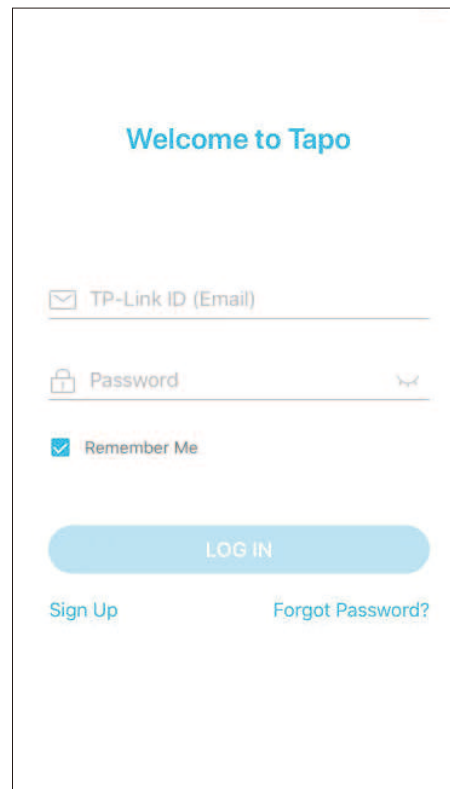 Welcome to Tapo
TP-Link ID (Email)
Password
Remember Me
LOG IN
Sign Up
Forgot Password?